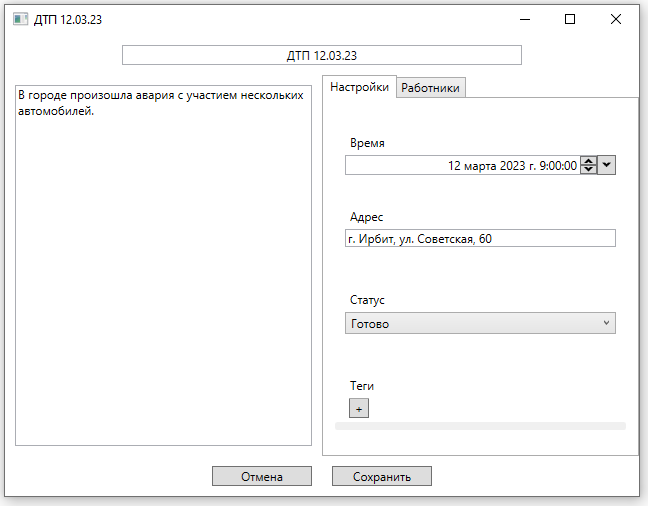 ДТП 12.03.23
ДТП 12.03.23
В городе произошла авария с участием нескольких
автомобилей.
Настройки
Работники
Время
12 марта 2023 г. 9:00:00
Адрес
г. Ирбит, ул. Советская, 60
Статус
Готово
Теги
+
Отмена
Сохранить